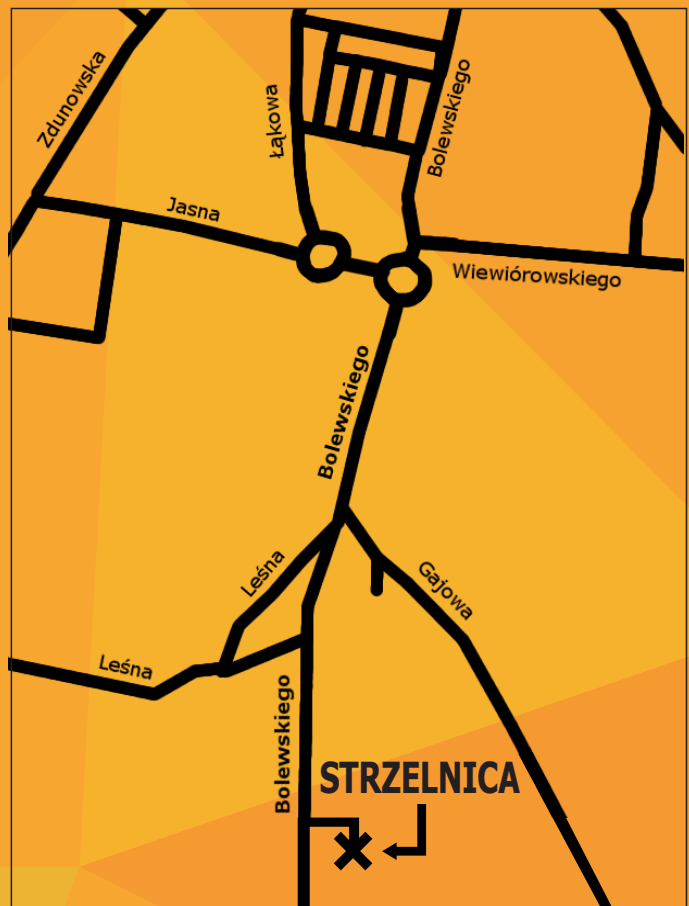 Zdunowska
Łąkowa
Bolewskiego
Jasna
Wiewiórowskiego
Bolewskiego
Leśna
Gajowa
Leśna
Bolewskiego
STRZELNICA